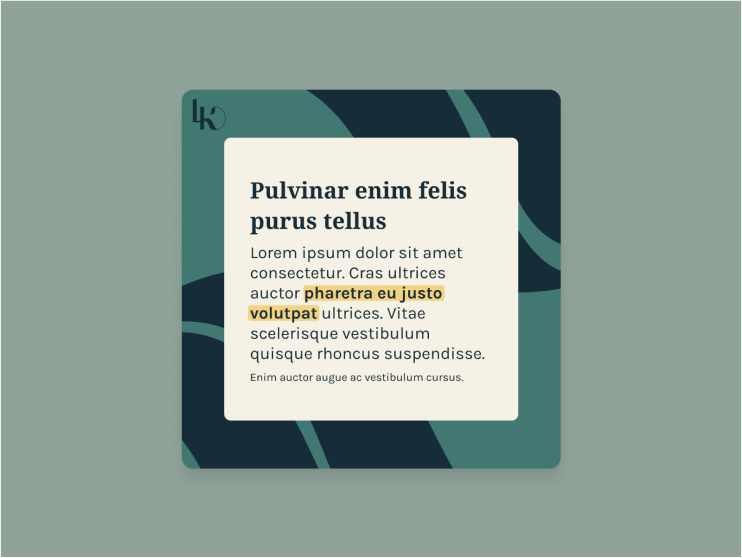 LKO
Pulvinar enim felis
purus tellus
Lorem ipsum dolor sit amet
consectetur. Cras ultrices
auctor pharetra eu justo
volutpat ultrices. Vitae
scelerisque vestibulum
quisque rhoncus suspendisse.
Enim auctor augue ac vestibulum cursus.